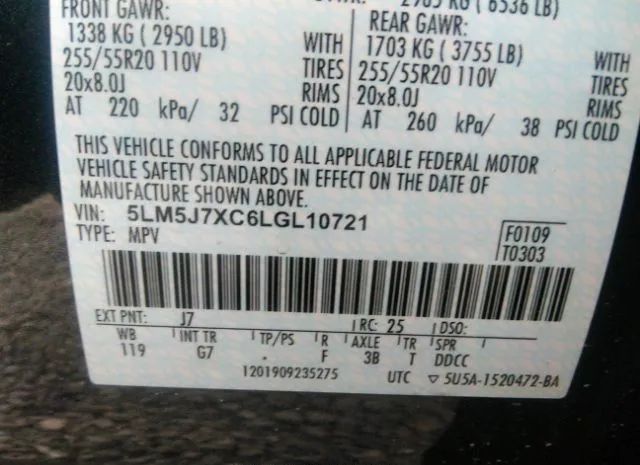 FRONT GAWR:
1338 KG ( 2950 LB) WITH
255/55R20 110V TIRES
20x8.0J RIMS
AT 220 kPa/ 32 PSI COLD
2965 KG ( 6536 LB)
REAR GAWR:
1703 KG ( 3755 LB) WITH
255/55R20 110V TIRES
20x8.0J RIMS
AT 260 kPa/ 38 PSI COLD
THIS VEHICLE CONFORMS TO ALL APPLICABLE FEDERAL MOTOR
VEHICLE SAFETY STANDARDS IN EFFECT ON THE DATE OF
MANUFACTURE SHOWN ABOVE.
VIN: 5LM5J7XC6LGL10721
TYPE: MPV
F0109
T0303
EXT PNT: J7 RC: 25 DSO:
WB INT TR TP/PS R AXLE TR SPR
119 G7 . F 3B T DDCC
1201909235275 UTC ▽ 5U5A-1520472-BA